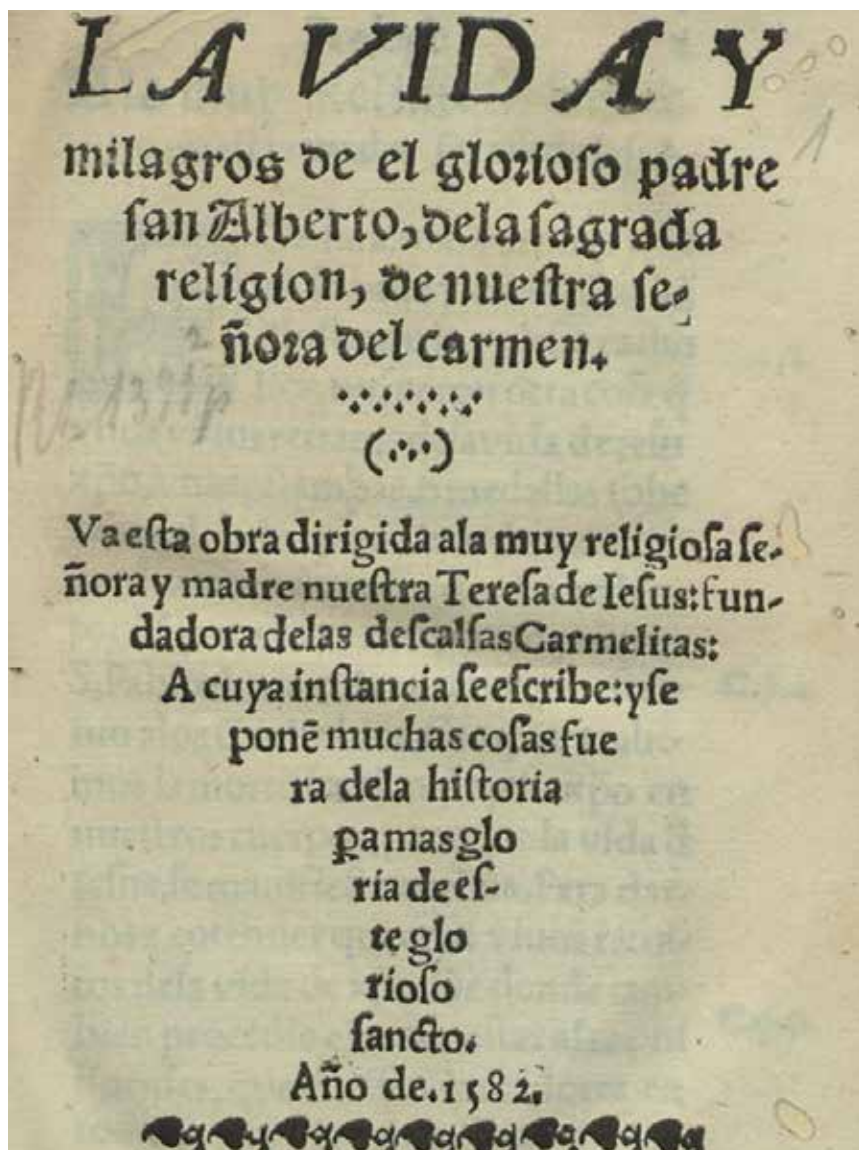 LA VIDA Y
milagros de el glorioſo padre
ſan Alberto, dela ſagrada
religion, de nueſtra ſe-
ñora del carmen.
(∴)
Va eſta obra dirigida ala muy religioſa ſe-
ñora y madre nueſtra Tereſa de Ieſus: fun-
dadora delas deſcalſas Carmelitas:
A cuya inſtancia ſe eſcribe: y ſe
ponē muchas coſas fue
ra dela hiſtoria
ꝑa mas glo
ria de eſ-
te glo
rioſo
ſancto.
Año de. 1582.
1